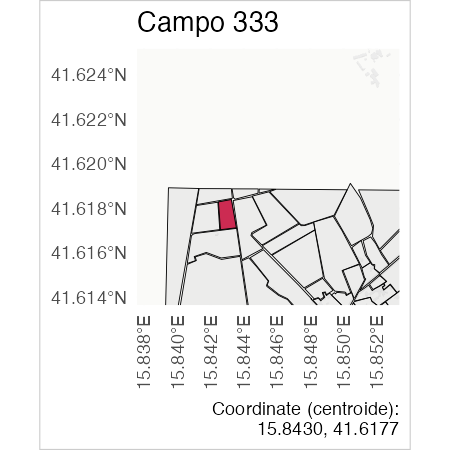 Campo 333
41.624°N
41.622°N
41.620°N
41.618°N
41.616°N
41.614°N
15.838°E
15.840°E
15.842°E
15.844°E
15.846°E
15.848°E
15.850°E
15.852°E
Coordinate (centroide):
15.8430, 41.6177